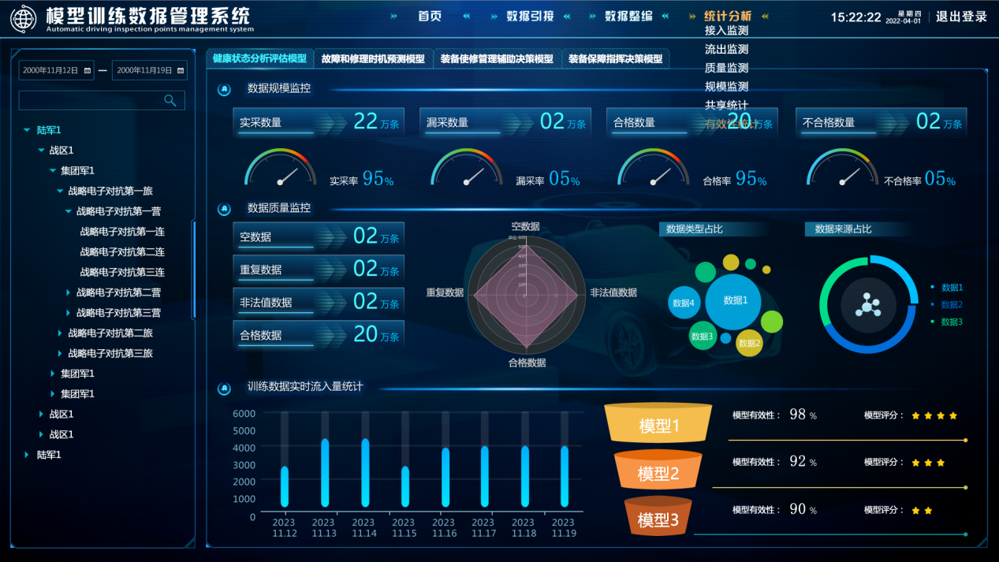 模型训练数据管理系统
Automatic driving inspection points management system
首页
数据引接
数据整编
统计分析
15:22:22
星期四
2022-04-01
退出登录
接入监测
流出监测
质量监测
规模监测
共享统计
有效性统计
2000年11月12日
2000年11月19日
陆军1
战区1
集团军1
战略电子对抗第一旅
战略电子对抗第一营
战略电子对抗第一连
战略电子对抗第二连
战略电子对抗第三连
战略电子对抗第二营
战略电子对抗第三营
战略电子对抗第二旅
战略电子对抗第三旅
集团军1
集团军1
战区1
战区1
陆军1
健康状态分析评估模型
故障和修理时机预测模型
装备使修管理辅助决策模型
装备保障指挥决策模型
数据规模监控
实采数量 22万条
漏采数量 02万条
合格数量 20万条
不合格数量 02万条
实采率 95%
漏采率 05%
合格率 95%
不合格率 05%
数据质量监控
空数据 02万条
重复数据 02万条
非法值数据 02万条
合格数据 20万条
空数据
单位 600
500
400
300
200
100
0
重复数据
非法值数据
合格数据
数据类型占比
数据1
数据4
数据3
数据2
数据来源占比
数据1
数据2
数据3
训练数据实时流入量统计
6000
5000
4000
3000
2000
1000
0
2023 11.12
2023 11.13
2023 11.14
2023 11.15
2023 11.16
2023 11.17
2023 11.18
2023 11.19
模型1
模型有效性： 98 %
模型评分：
模型2
模型有效性： 92 %
模型评分：
模型3
模型有效性： 90 %
模型评分：